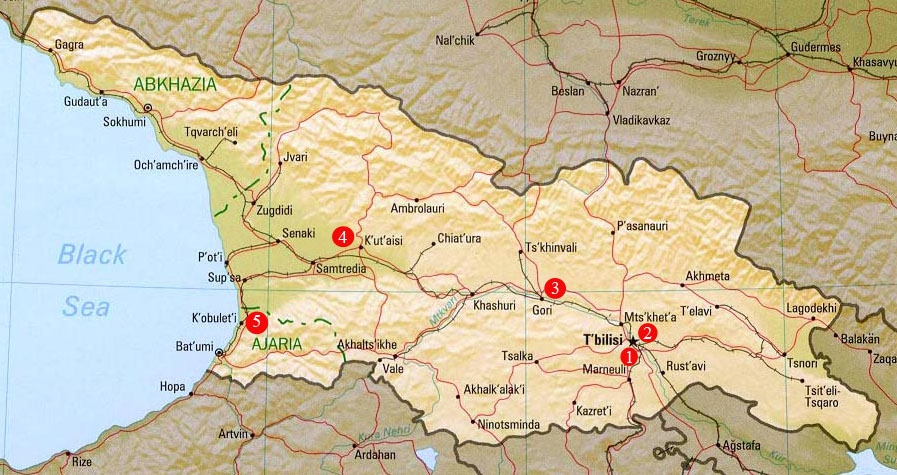 Terek
Nal'chik
Gagra
Groznyy
Gudermes
Khasavyu
ABKHAZIA
Beslan
Nazran'
Gudaut'a
Sokhumi
Vladikavkaz
Tqvarch'eli
Buyna
Och'amch'ire
Jvari
Zugdidi
Ambrolauri
P'asanauri
Senaki
4
K'ut'aisi
Chiat'ura
Ts'khinvali
Black
Sea
P'ot'i
Samtredia
Sup'sa
Akhmeta
3
Khashuri
Gori
Mtkvari
T'elavi
Lagodekhi
K'obulet'i
5
Mts'khet'a
2
AJARIA
Akhalts'ikhe
T'bilisi
Balakän
Bat'umi
Vale
Tsalka
1
Marneuli
Rust'avi
Tsnori
Zaqa
Hopa
Akhalk'alak'i
Tsit'eli-
Tsqaro
Kazret'i
Ninotsminda
Artvin
Kura Nehri
Ağstafa
Ardahan
Rize
Kur